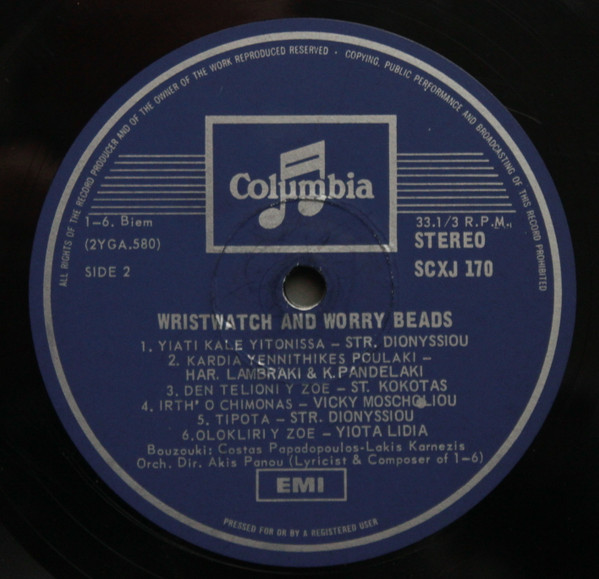 ALL RIGHTS OF THE RECORD PRODUCER AND OF THE OWNER OF THE WORK REPRODUCED RESERVED · COPYING, PUBLIC PERFORMANCE AND BROADCASTING OF THIS RECORD PROHIBITED
Columbia
1-6. Biem
(2YGA.580)
SIDE 2
33.1/3 R.P.M.
STEREO
SCXJ 170
WRISTWATCH AND WORRY BEADS
1. YIATI KALE YITONISSA – STR. DIONYSSIOU
2. KARDIA YENNITHIKES POULAKI –
HAR. LAMBRAKI & K.PANDELAKI
3. DEN TELIONI Y ZOE – ST. KOKOTAS
4. IRTH' O CHIMONAS – VICKY MOSCHOLIOU
5. TIPOTA – STR. DIONYSSIOU
6.OLOKLIRI Y ZOE – YIOTA LIDIA
Bouzouki: Costas Papadopoulos-Lakis Karnezis
Orch. Dir. Akis Panou (Lyricist & Composer of 1-6)
EMI
PRESSED FOR OR BY A REGISTERED USER